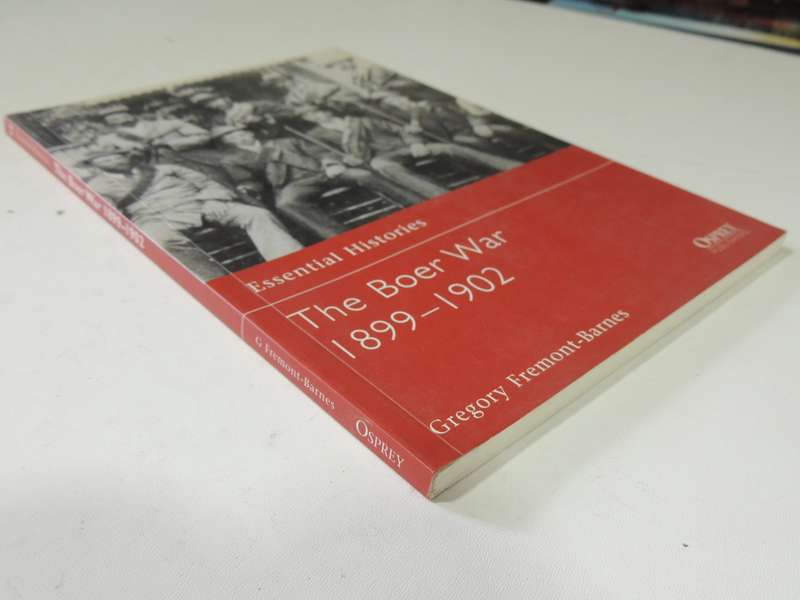 Essential Histories
The Boer War
1899–1902
Gregory Fremont-Barnes
OSPREY
The Boer War 1899–1902
G Fremont-Barnes
OSPREY